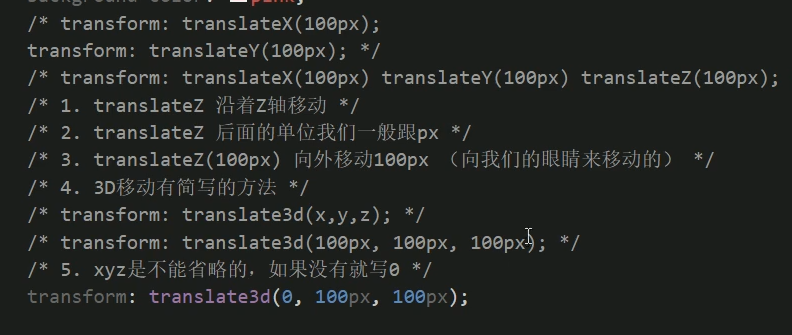 background-color: pink;
/* transform: translateX(100px);
transform: translateY(100px); */
/* transform: translateX(100px) translateY(100px) translateZ(100px);
/* 1. translateZ 沿着Z轴移动 */
/* 2. translateZ 后面的单位我们一般跟px */
/* 3. translateZ(100px) 向外移动100px （向我们的眼睛来移动的） */
/* 4. 3D移动有简写的方法 */
/* transform: translate3d(x,y,z); */
/* transform: translate3d(100px, 100px, 100px); */
/* 5. xyz是不能省略的，如果没有就写0 */
transform: translate3d(0, 100px, 100px);